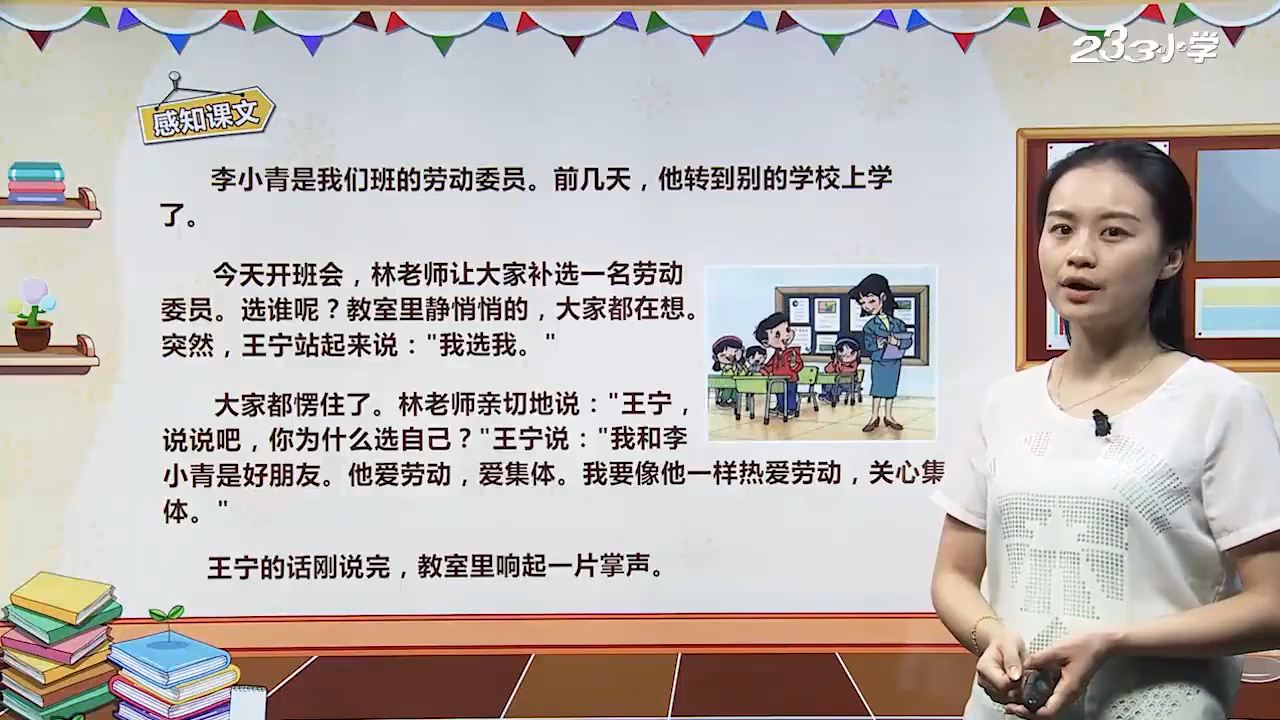 233小学
感知课文
李小青是我们班的劳动委员。前几天，他转到别的学校上学
了。
今天开班会，林老师让大家补选一名劳动
委员。选谁呢？教室里静悄悄的，大家都在想。
突然，王宁站起来说："我选我。"
大家都愣住了。林老师亲切地说："王宁，
说说吧，你为什么选自己？"王宁说："我和李
小青是好朋友。他爱劳动，爱集体。我要像他一样热爱劳动，关心集
体。"
王宁的话刚说完，教室里响起一片掌声。